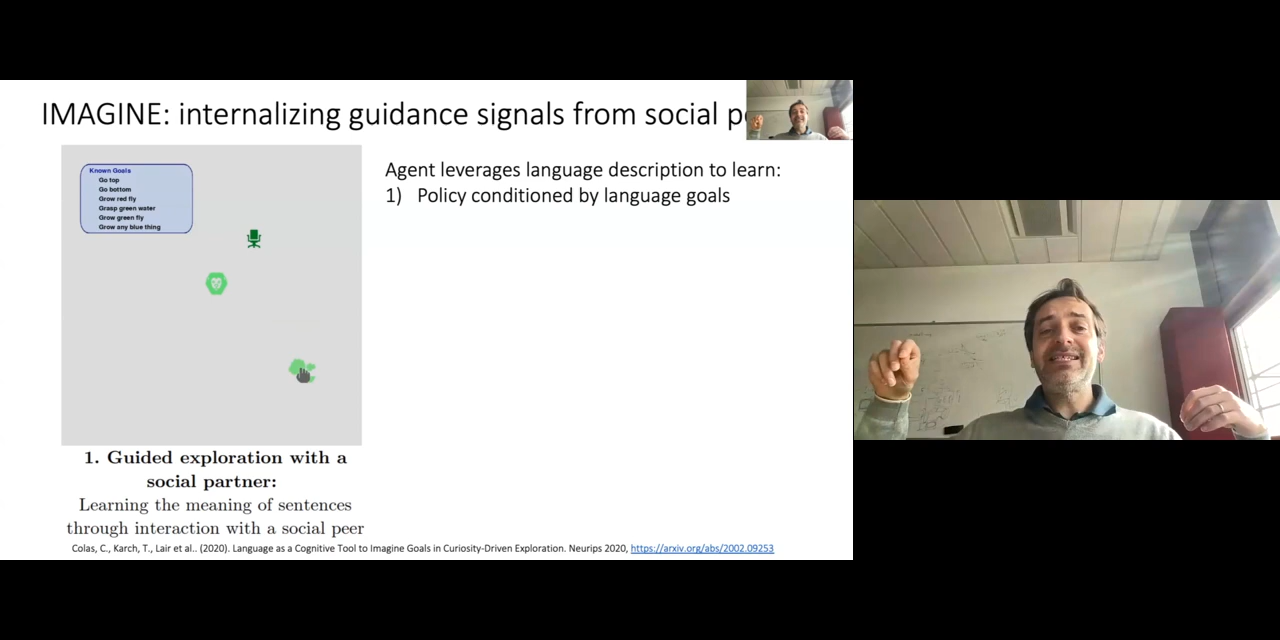 IMAGINE: internalizing guidance signals from social
Known Goals
Go top
Go bottom
Grow red fly
Grasp green water
Grow green fly
Grow any blue thing
Agent leverages language description to learn:
1) Policy conditioned by language goals
1. Guided exploration with a
social partner:
Learning the meaning of sentences
through interaction with a social peer
Colas, C., Karch, T., Lair et al.. (2020). Language as a Cognitive Tool to Imagine Goals in Curiosity-Driven Exploration. Neurips 2020, https://arxiv.org/abs/2002.09253